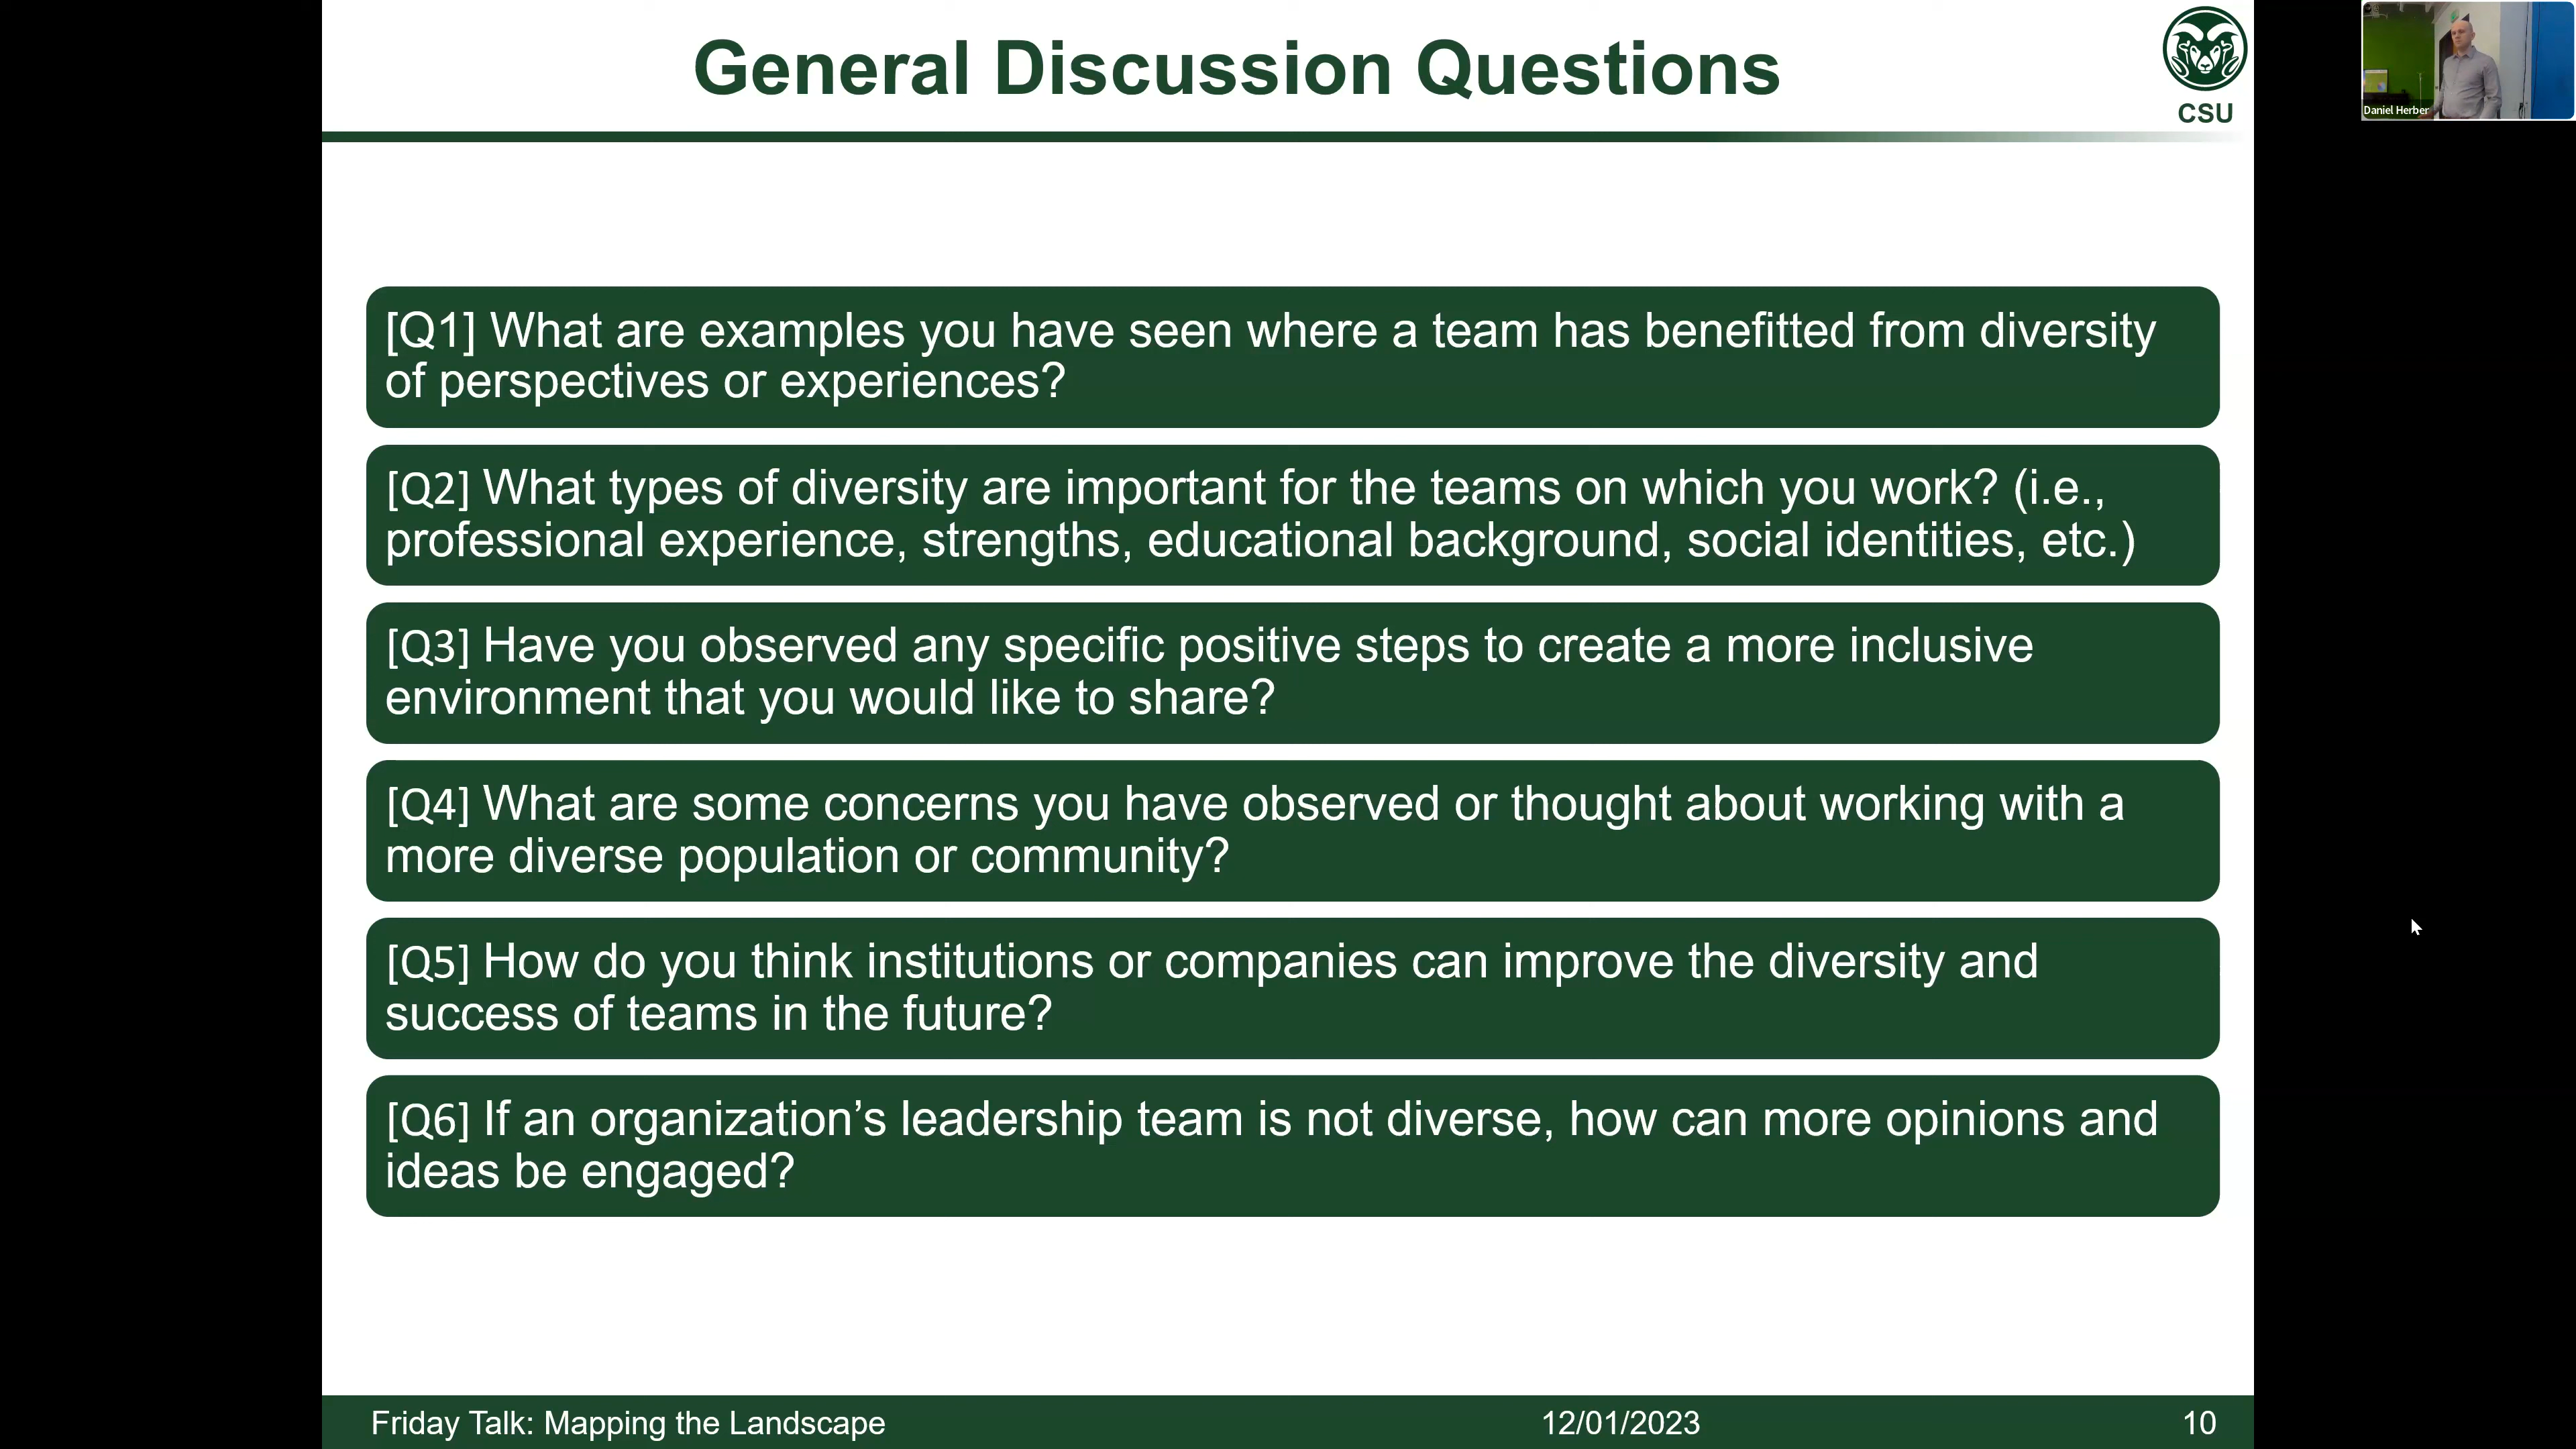 General Discussion Questions
CSU
Daniel Herber
[Q1] What are examples you have seen where a team has benefitted from diversity
of perspectives or experiences?
[Q2] What types of diversity are important for the teams on which you work? (i.e.,
professional experience, strengths, educational background, social identities, etc.)
[Q3] Have you observed any specific positive steps to create a more inclusive
environment that you would like to share?
[Q4] What are some concerns you have observed or thought about working with a
more diverse population or community?
[Q5] How do you think institutions or companies can improve the diversity and
success of teams in the future?
[Q6] If an organization’s leadership team is not diverse, how can more opinions and
ideas be engaged?
Friday Talk: Mapping the Landscape
12/01/2023
10